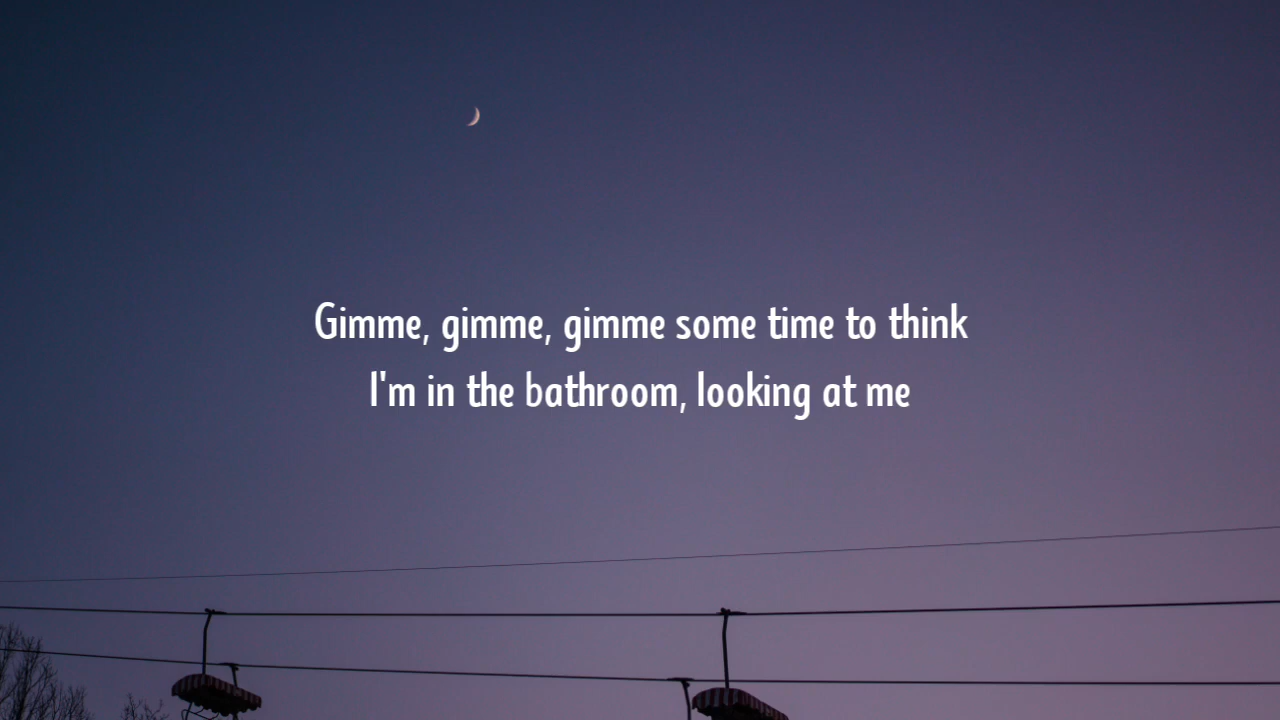 Gimme, gimme, gimme some time to think
I'm in the bathroom, looking at me